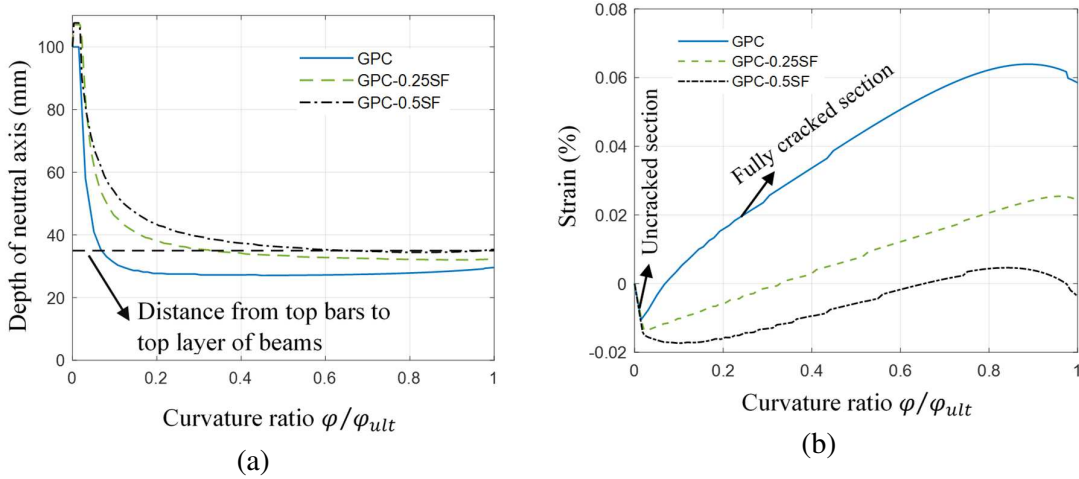 100
80
60
40
20
0
0
0.2
0.4
0.6
0.8
1
Depth of neutral axis (mm)
GPC
GPC-0.25SF
GPC-0.5SF
Distance from top bars to
top layer of beams
Curvature ratio φ/φult
(a)
0.08
0.06
0.04
0.02
0
-0.02
0
0.2
0.4
0.6
0.8
1
Strain (%)
GPC
GPC-0.25SF
GPC-0.5SF
Uncracked section
Fully cracked section
Curvature ratio φ/φult
(b)